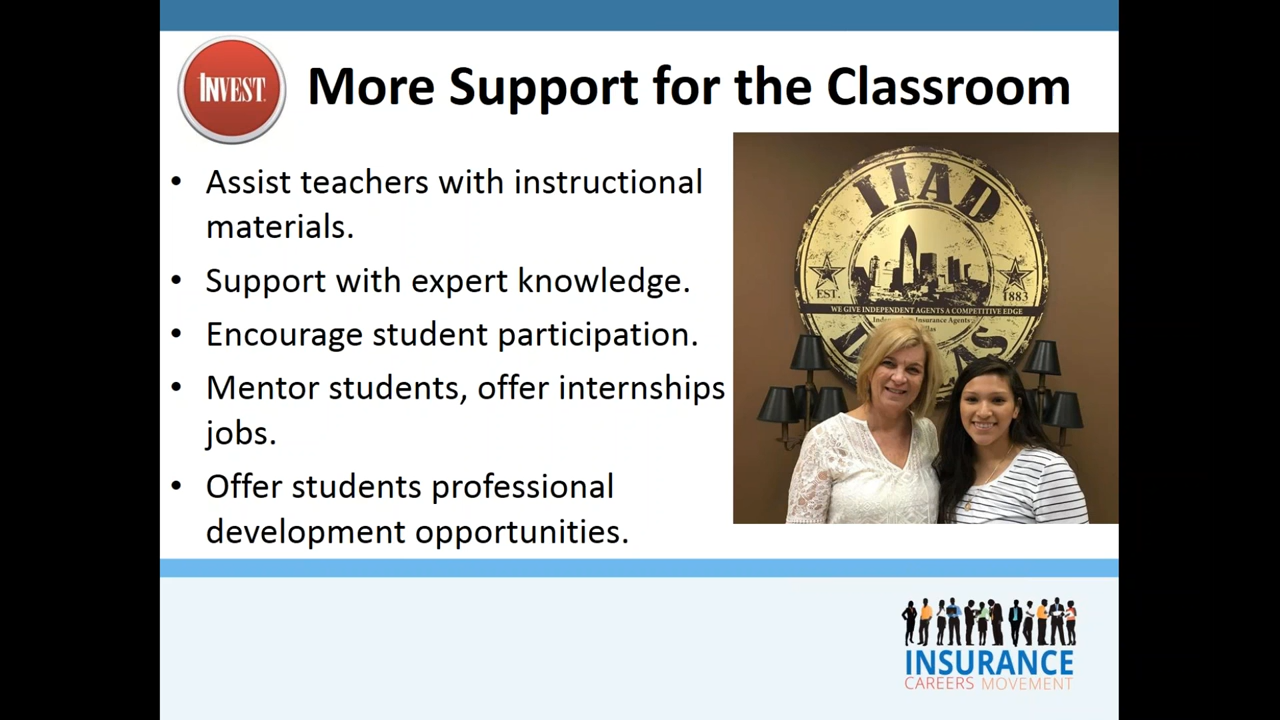 INVEST
More Support for the Classroom
• Assist teachers with instructional
materials.
• Support with expert knowledge.
• Encourage student participation.
• Mentor students, offer internships
jobs.
• Offer students professional
development opportunities.
IIAD
EST.
1883
WE GIVE INDEPENDENT AGENTS A COMPETITIVE EDGE
Insurance Agents
INSURANCE
CAREERS MOVEMENT